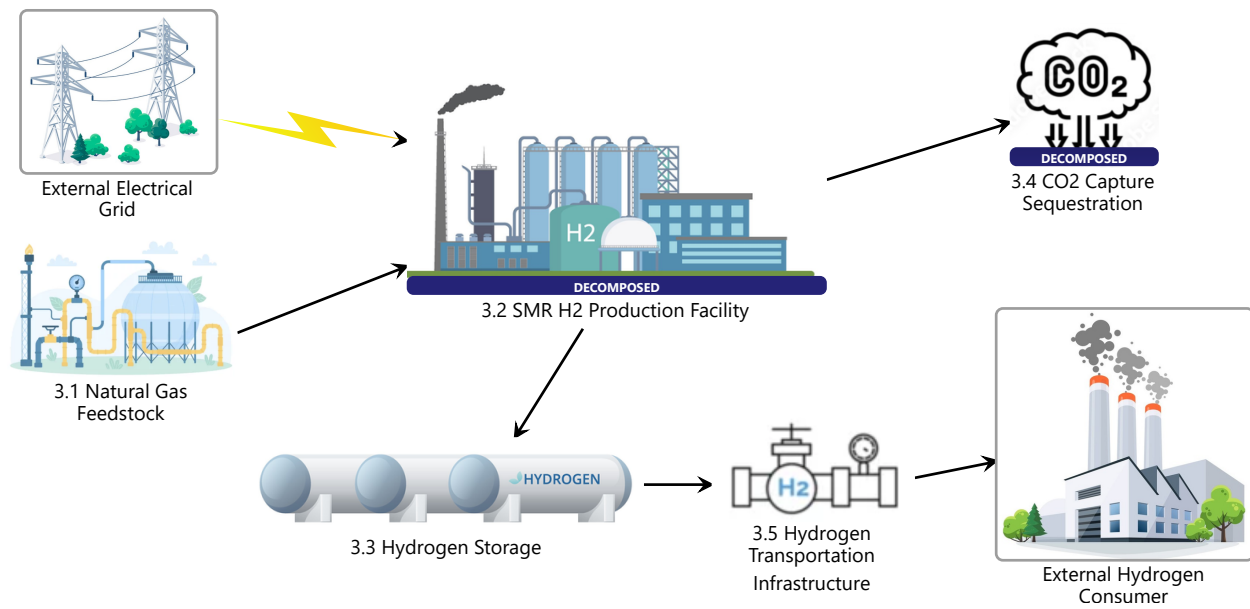 External Electrical
Grid
3.1 Natural Gas
Feedstock
H2
DECOMPOSED
3.2 SMR H2 Production Facility
CO2
DECOMPOSED
3.4 CO2 Capture
Sequestration
HYDROGEN
3.3 Hydrogen Storage
H2
3.5 Hydrogen
Transportation
Infrastructure
External Hydrogen
Consumer